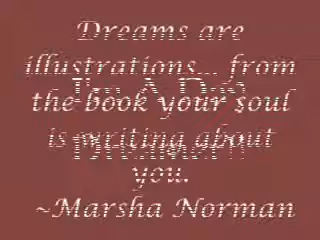 Dreams are
illustrations... from
the book your soul
is writing about
you.
~Marsha Norman